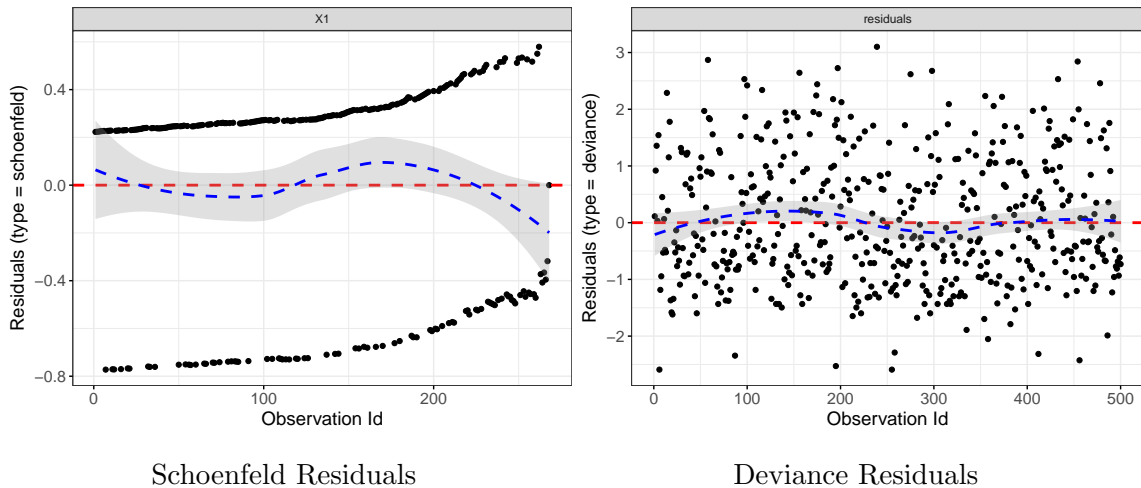 X1
Residuals (type = schoenfeld)
0.4
0.0
−0.4
−0.8
0
100
200
Observation Id
Schoenfeld Residuals
residuals
Residuals (type = deviance)
3
2
1
0
−1
−2
0
100
200
300
400
500
Observation Id
Deviance Residuals